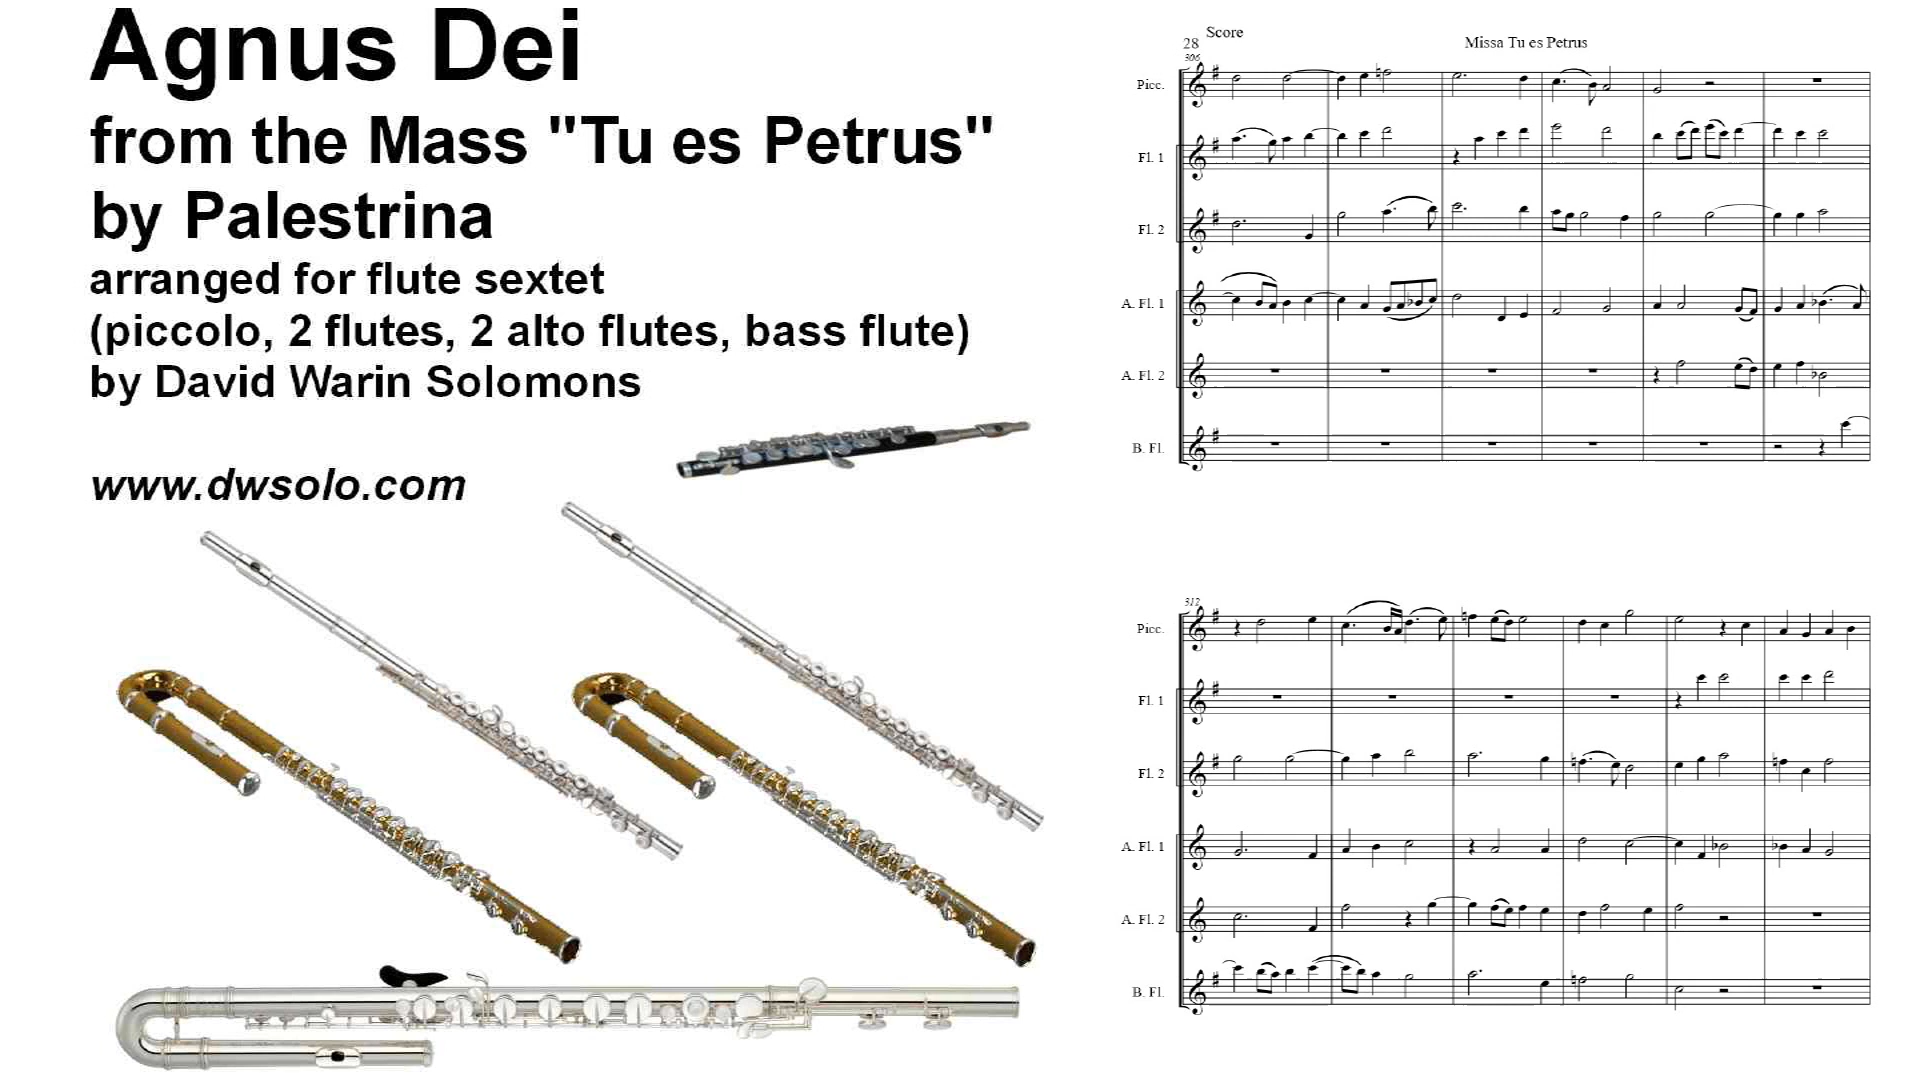 Agnus Dei
from the Mass "Tu es Petrus"
by Palestrina
arranged for flute sextet
(piccolo, 2 flutes, 2 alto flutes, bass flute)
by David Warin Solomons
www.dwsolo.com
Score
28
Missa Tu es Petrus
306
Picc.
Fl. 1
Fl. 2
A. Fl. 1
A. Fl. 2
B. Fl.
312
Picc.
Fl. 1
Fl. 2
A. Fl. 1
A. Fl. 2
B. Fl.